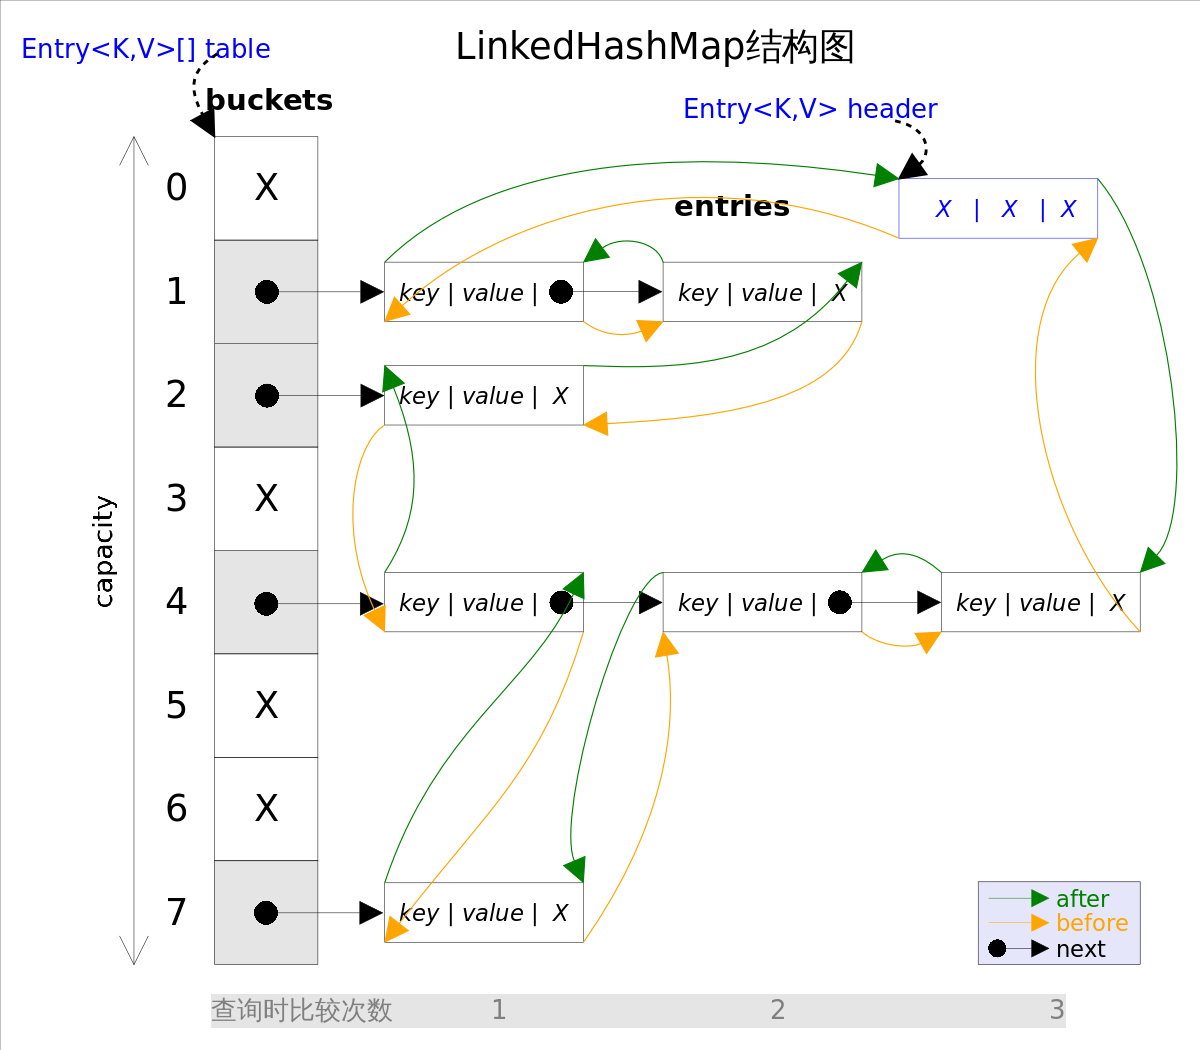 Entry<K,V>[] table
LinkedHashMap结构图
buckets
Entry<K,V> header
0
X
entries
X | X | X
1
key | value |
key | value | X
2
key | value | X
3
X
capacity
4
key | value |
key | value |
key | value | X
5
X
6
X
7
key | value | X
after
before
next
查询时比较次数 1 2 3